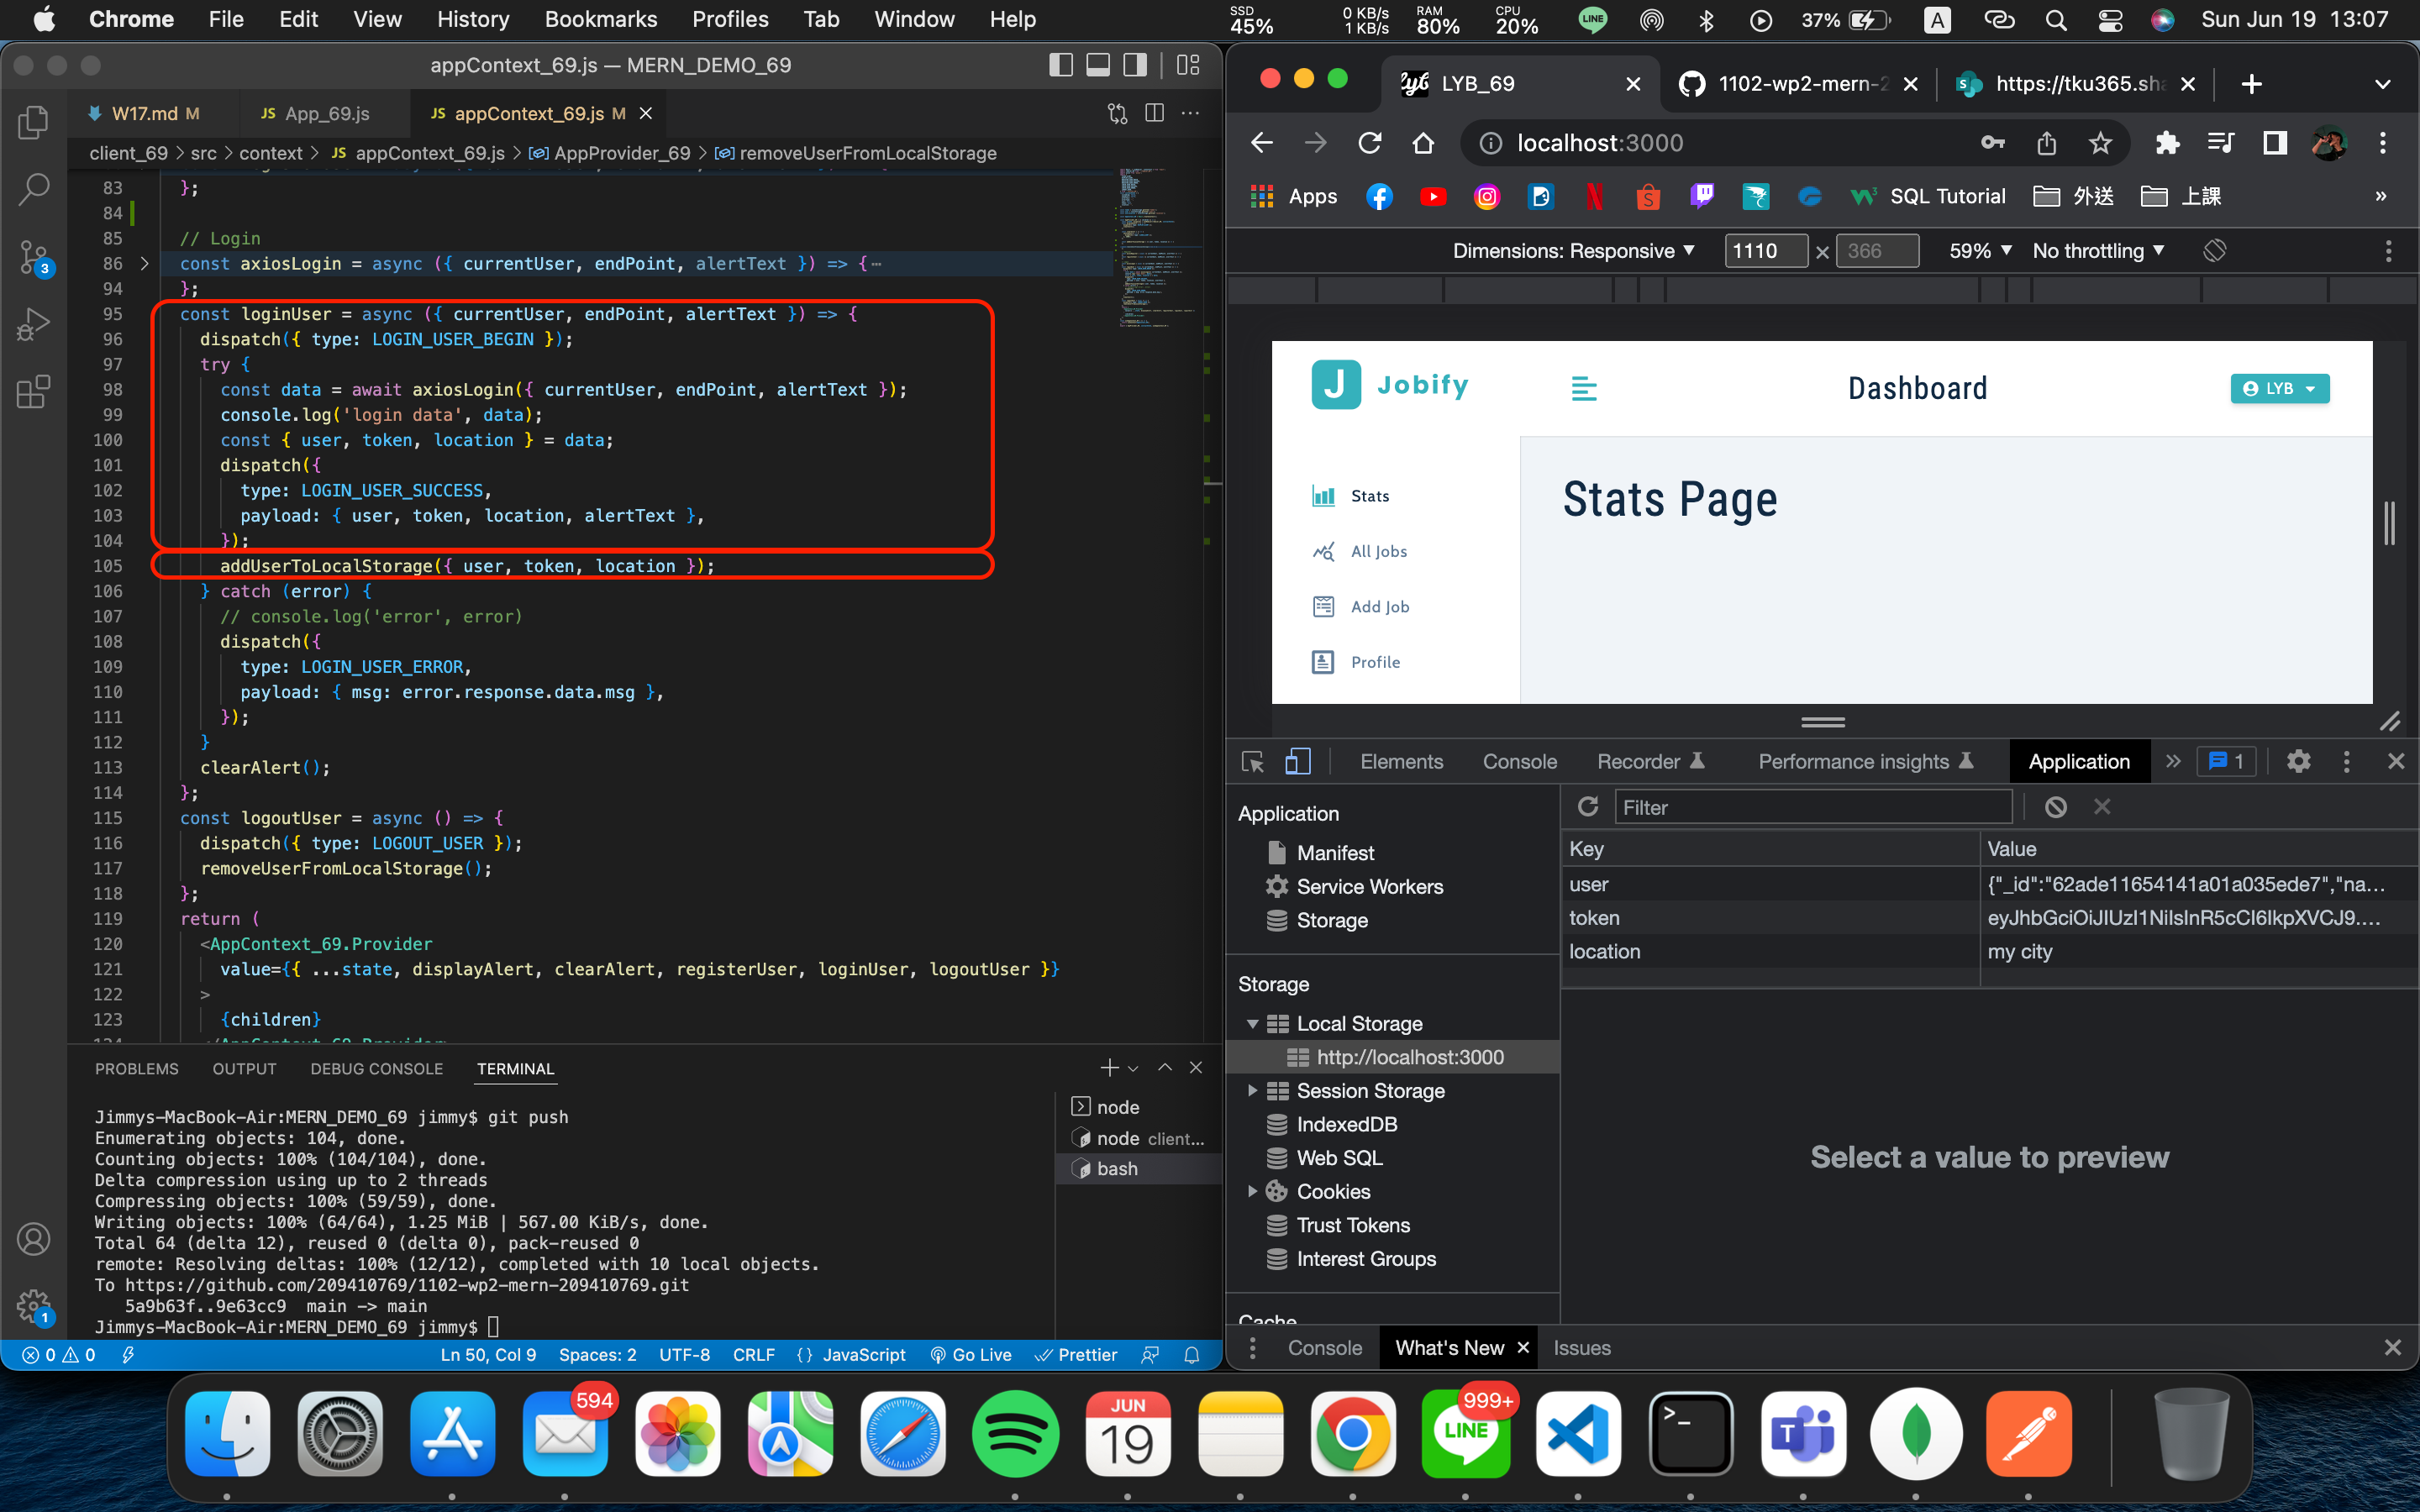 Chrome File Edit View History Bookmarks Profiles Tab Window Help
SSD 45% 0 KB/s 1 KB/s RAM 80% CPU 20% LINE 37% A Sun Jun 19 13:07
appContext_69.js — MERN_DEMO_69
W17.md M JS App_69.js JS appContext_69.js M
client_69 > src > context > JS appContext_69.js > AppProvider_69 > removeUserFromLocalStorage
83 };
84
85 // Login
86 const axiosLogin = async ({ currentUser, endPoint, alertText }) => {…
94 };
95 const loginUser = async ({ currentUser, endPoint, alertText }) => {
96 dispatch({ type: LOGIN_USER_BEGIN });
97 try {
98 const data = await axiosLogin({ currentUser, endPoint, alertText });
99 console.log('login data', data);
100 const { user, token, location } = data;
101 dispatch({
102 type: LOGIN_USER_SUCCESS,
103 payload: { user, token, location, alertText },
104 });
105 addUserToLocalStorage({ user, token, location });
106 } catch (error) {
107 // console.log('error', error)
108 dispatch({
109 type: LOGIN_USER_ERROR,
110 payload: { msg: error.response.data.msg },
111 });
112 }
113 clearAlert();
114 };
115 const logoutUser = async () => {
116 dispatch({ type: LOGOUT_USER });
117 removeUserFromLocalStorage();
118 };
119 return (
120 <AppContext_69.Provider
121 value={{ ...state, displayAlert, clearAlert, registerUser, loginUser, logoutUser }}
122 >
123 {children}
124 </AppContext_69.Provider>
PROBLEMS OUTPUT DEBUG CONSOLE TERMINAL
Jimmys-MacBook-Air:MERN_DEMO_69 jimmy$ git push
Enumerating objects: 104, done.
Counting objects: 100% (104/104), done.
Delta compression using up to 2 threads
Compressing objects: 100% (59/59), done.
Writing objects: 100% (64/64), 1.25 MiB | 567.00 KiB/s, done.
Total 64 (delta 12), reused 0 (delta 0), pack-reused 0
remote: Resolving deltas: 100% (12/12), completed with 10 local objects.
To https://github.com/209410769/1102-wp2-mern-209410769.git
5a9b63f..9e63cc9 main -> main
Jimmys-MacBook-Air:MERN_DEMO_69 jimmy$
node
node client...
bash
3
1
0 0 Ln 50, Col 9 Spaces: 2 UTF-8 CRLF {} JavaScript Go Live Prettier
LYB_69 1102-wp2-mern-2 https://tku365.sha
localhost:3000
Apps SQL Tutorial 外送 上課 »
Dimensions: Responsive 1110 × 366 59% No throttling
J Jobify Dashboard LYB
Stats
All Jobs
Add Job
Profile
Stats Page
Elements Console Recorder Performance insights Application » 1
Application
Manifest
Service Workers
Storage
Storage
Local Storage
http://localhost:3000
Session Storage
IndexedDB
Web SQL
Cookies
Trust Tokens
Interest Groups
Cache
Filter
Key Value
user {"_id":"62ade11654141a01a035ede7","na...
token eyJhbGciOiJIUzI1NiIsInR5cCI6IkpXVCJ9....
location my city
Select a value to preview
Console What's New Issues
594
JUN
19
999+
LINE
>_
T